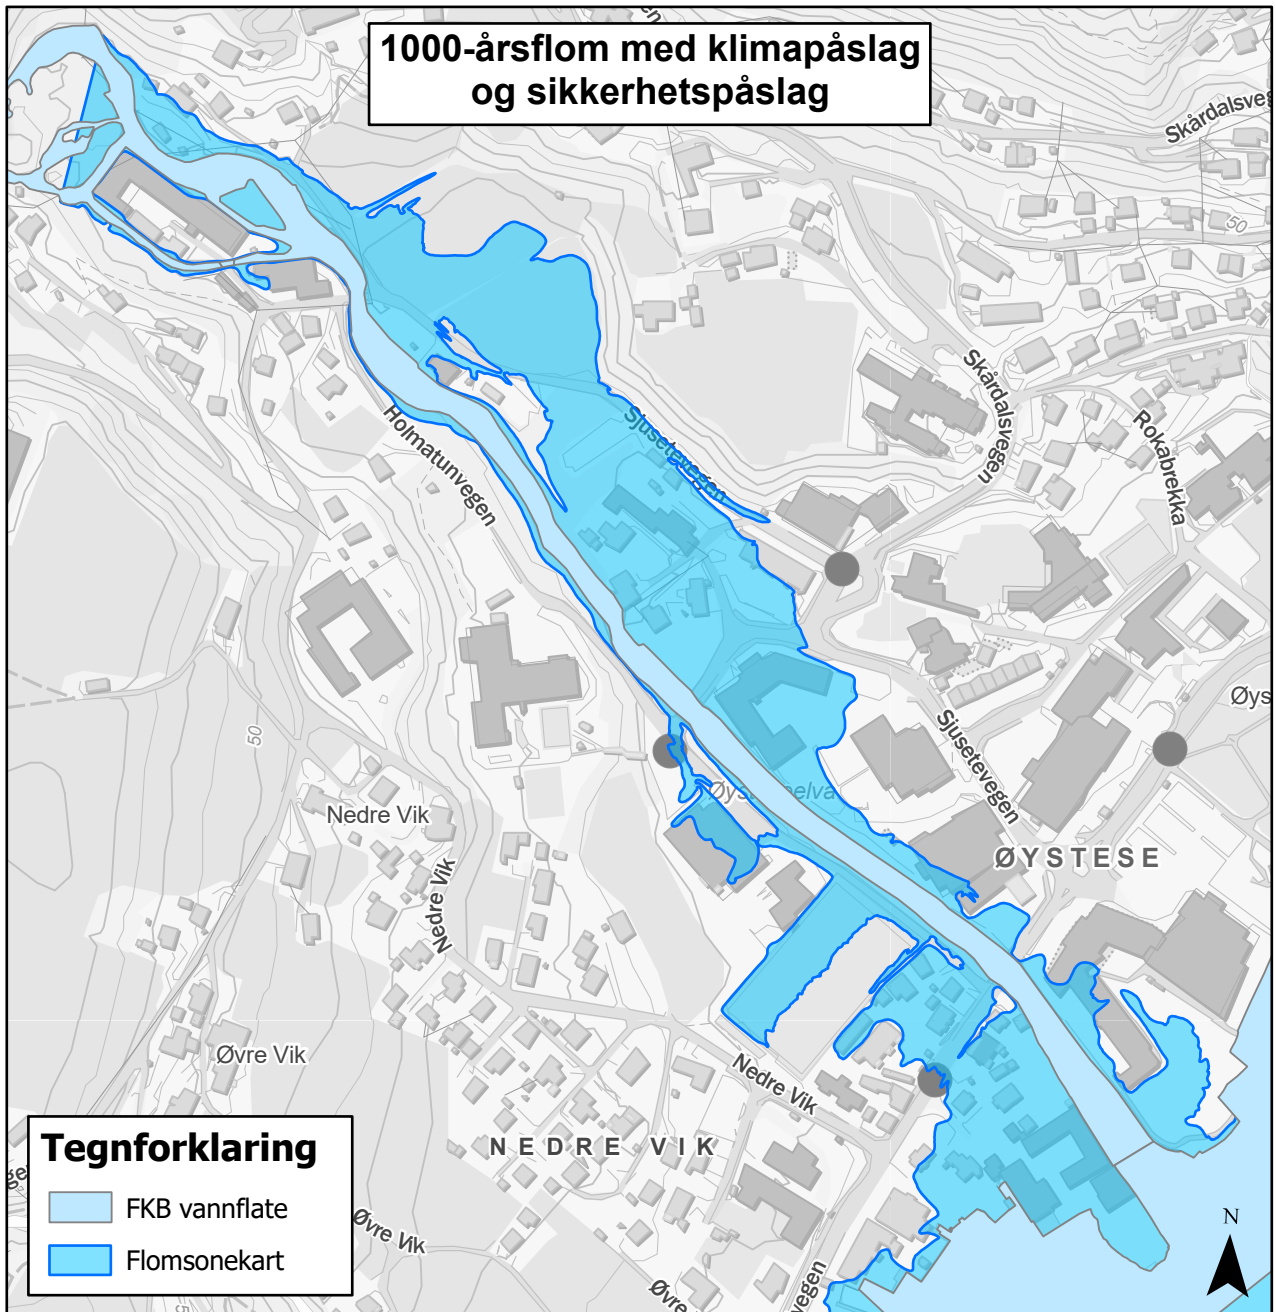 1000-årsflom med klimapåslag
og sikkerhetspåslag
Skårdalsve
50
Skårdalsvegen
Rokabrekka
Sjusetevegen
Holmatunvegen
Øys
50
Sjusetevegen
Nedre Vik
ØYSTESE
Nedre Vik
Øvre Vik
Nedre Vik
NEDRE VIK
Øvre Vik
Tegnforklaring
FKB vannflate
Flomsonekart
N